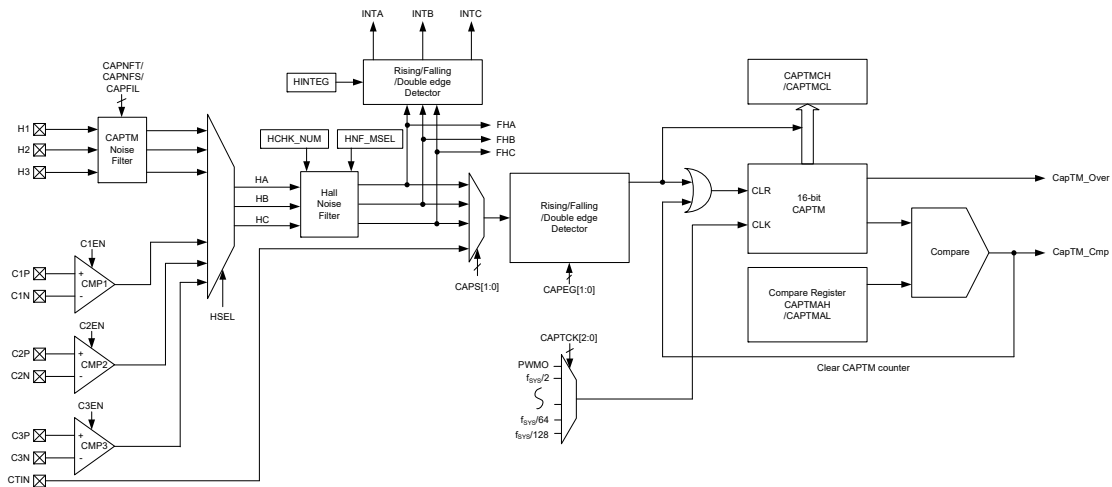 INTA
INTB
INTC
CAPNFT/
CAPNFS/
CAPFIL
HINTEG
Rising/Falling
/Double edge
Detector
CAPTMCH
/CAPTMCL
H1
H2
H3
CAPTM
Noise
Filter
HCHK_NUM
HNF_MSEL
FHA
FHB
FHC
HA
HB
HC
Hall
Noise
Filter
Rising/Falling
/Double edge
Detector
CLR
CLK
16-bit
CAPTM
CapTM_Over
C1EN
C1P
C1N
+
-
CMP1
HSEL
CAPS[1:0]
CAPEG[1:0]
Compare
CapTM_Cmp
Compare Register
CAPTMAH
/CAPTMAL
C2EN
C2P
C2N
+
-
CMP2
CAPTCK[2:0]
PWMO
fSYS/2
fSYS/64
fSYS/128
Clear CAPTM counter
C3EN
C3P
C3N
+
-
CMP3
CTIN